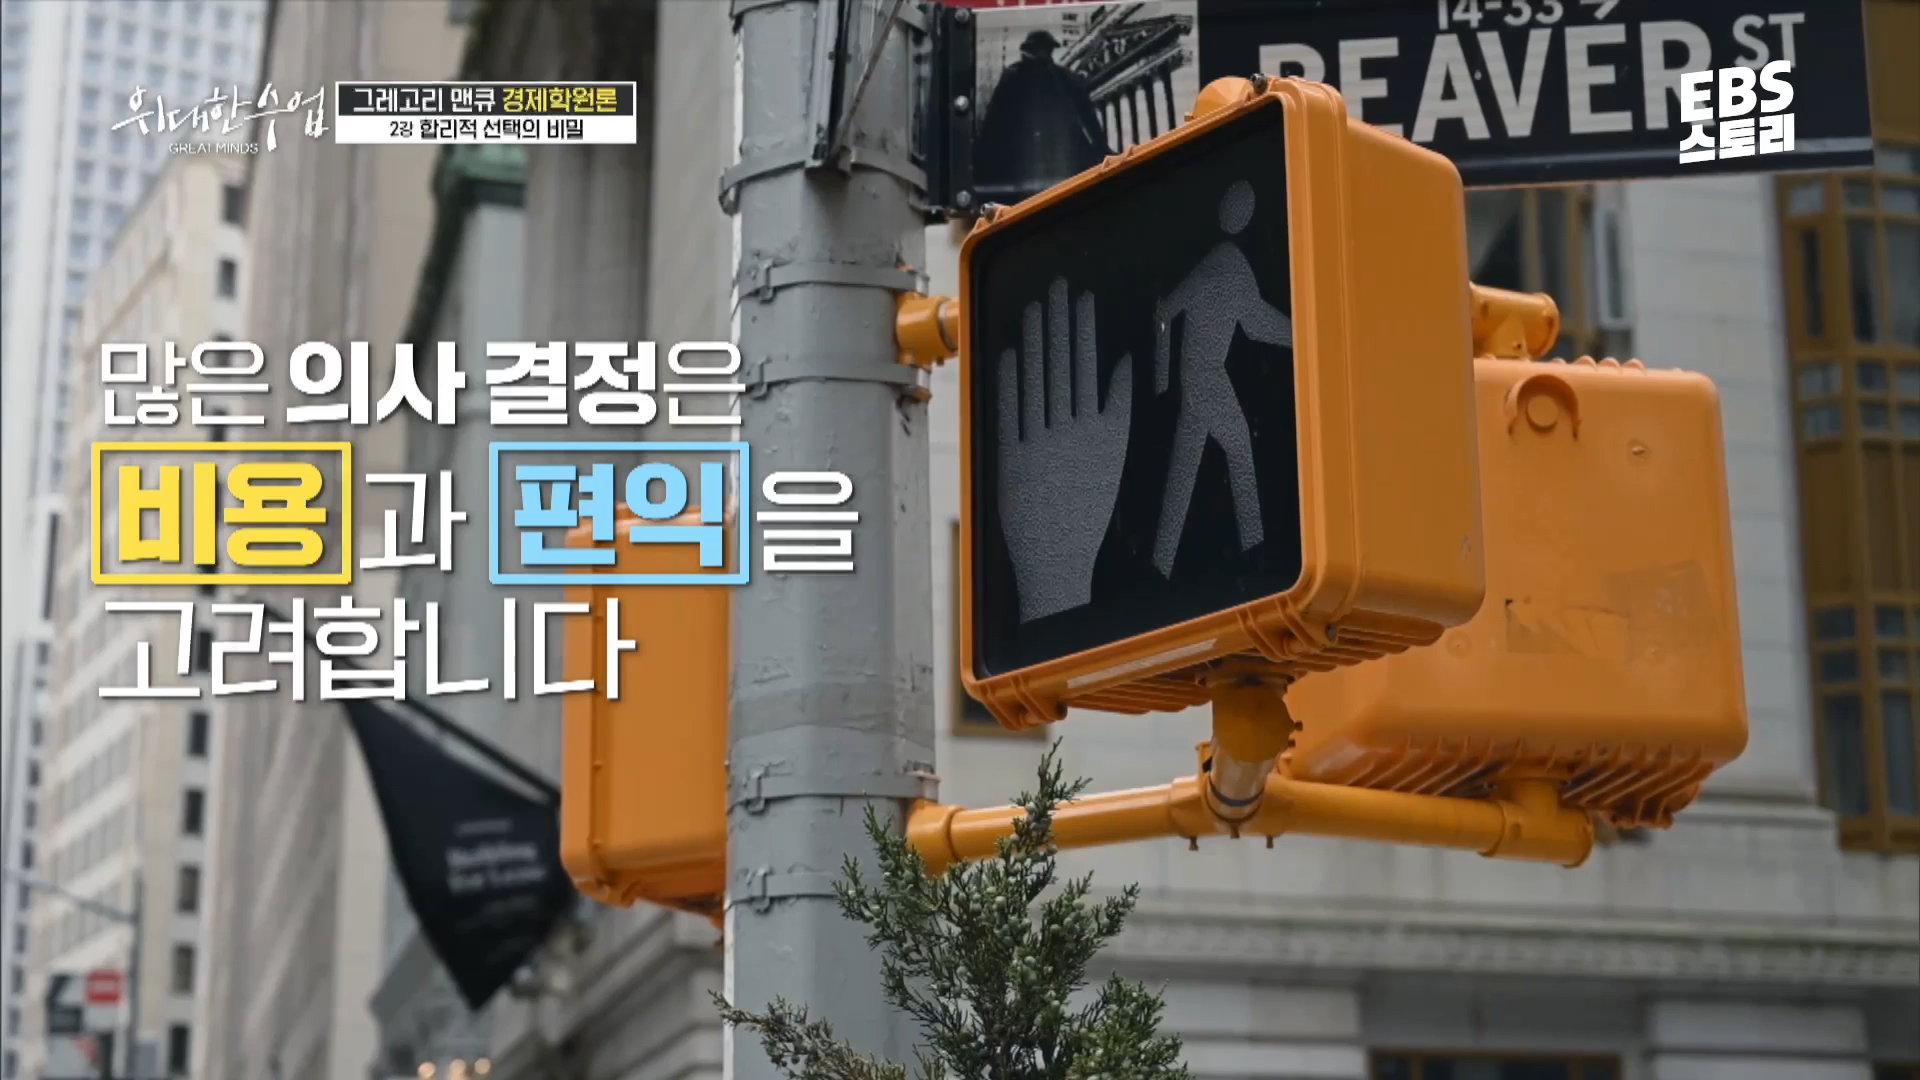 위대한 수업
GREAT MINDS
그레고리 맨큐 경제학원론
2강 합리적 선택의 비밀
14-33
BEAVER ST
EBS
스토리
많은 의사 결정은
비용과 편익을
고려합니다